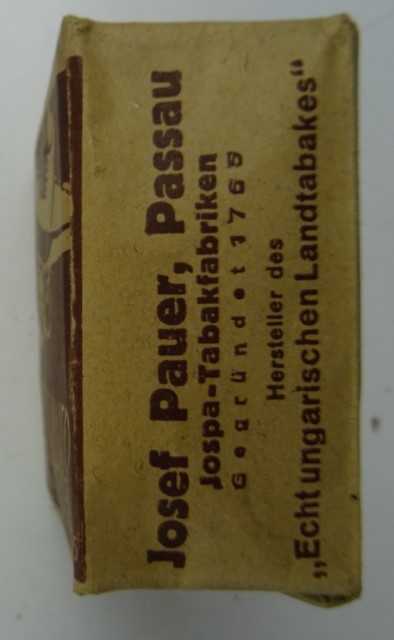 Josef Pauer, Passau
Jospa-Tabakfabriken
Gegründet 1765
Hersteller des
„Echt ungarischen Landtabakes“